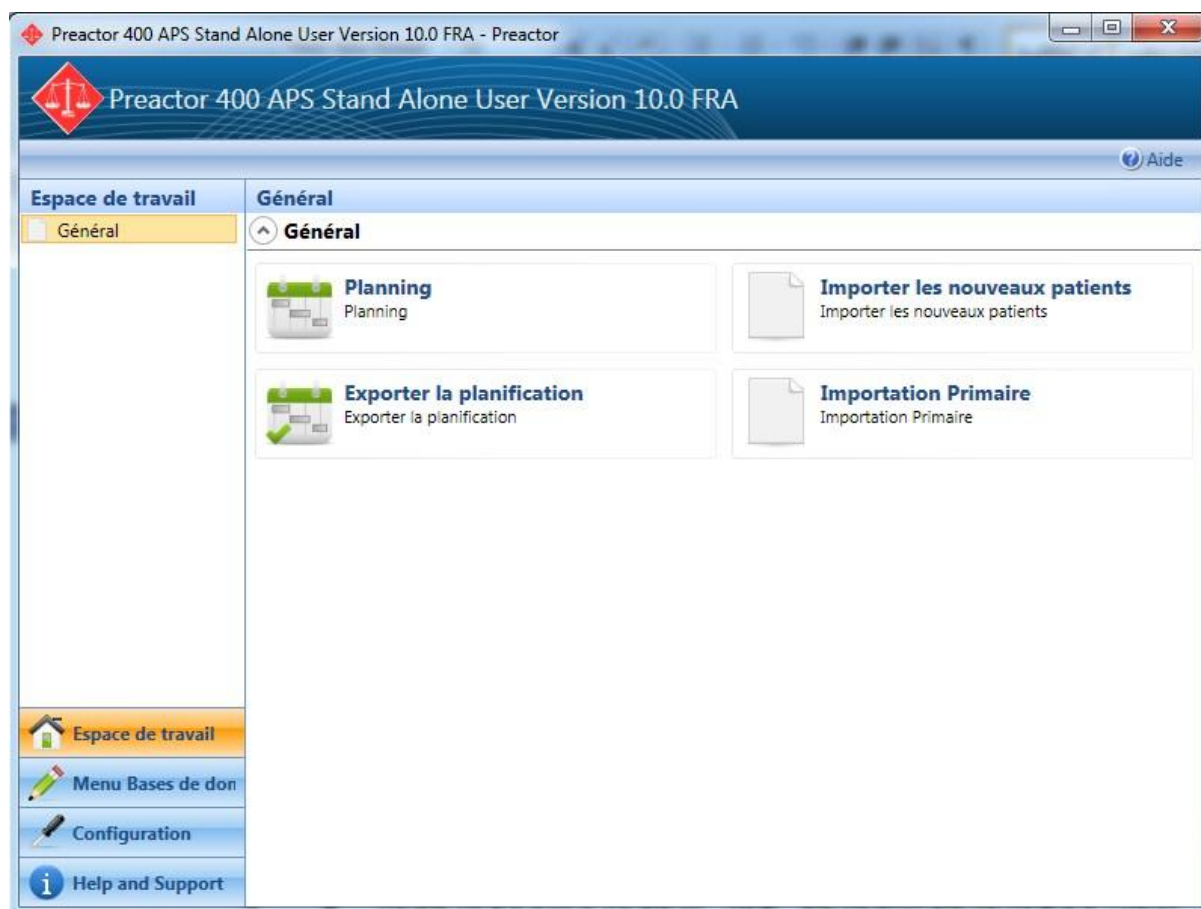 Preactor 400 APS Stand Alone User Version 10.0 FRA - Preactor
Preactor 400 APS Stand Alone User Version 10.0 FRA
Aide
Espace de travail
Général
Général
Général
Planning
Planning
Importer les nouveaux patients
Importer les nouveaux patients
Exporter la planification
Exporter la planification
Importation Primaire
Importation Primaire
Espace de travail
Menu Bases de don
Configuration
Help and Support